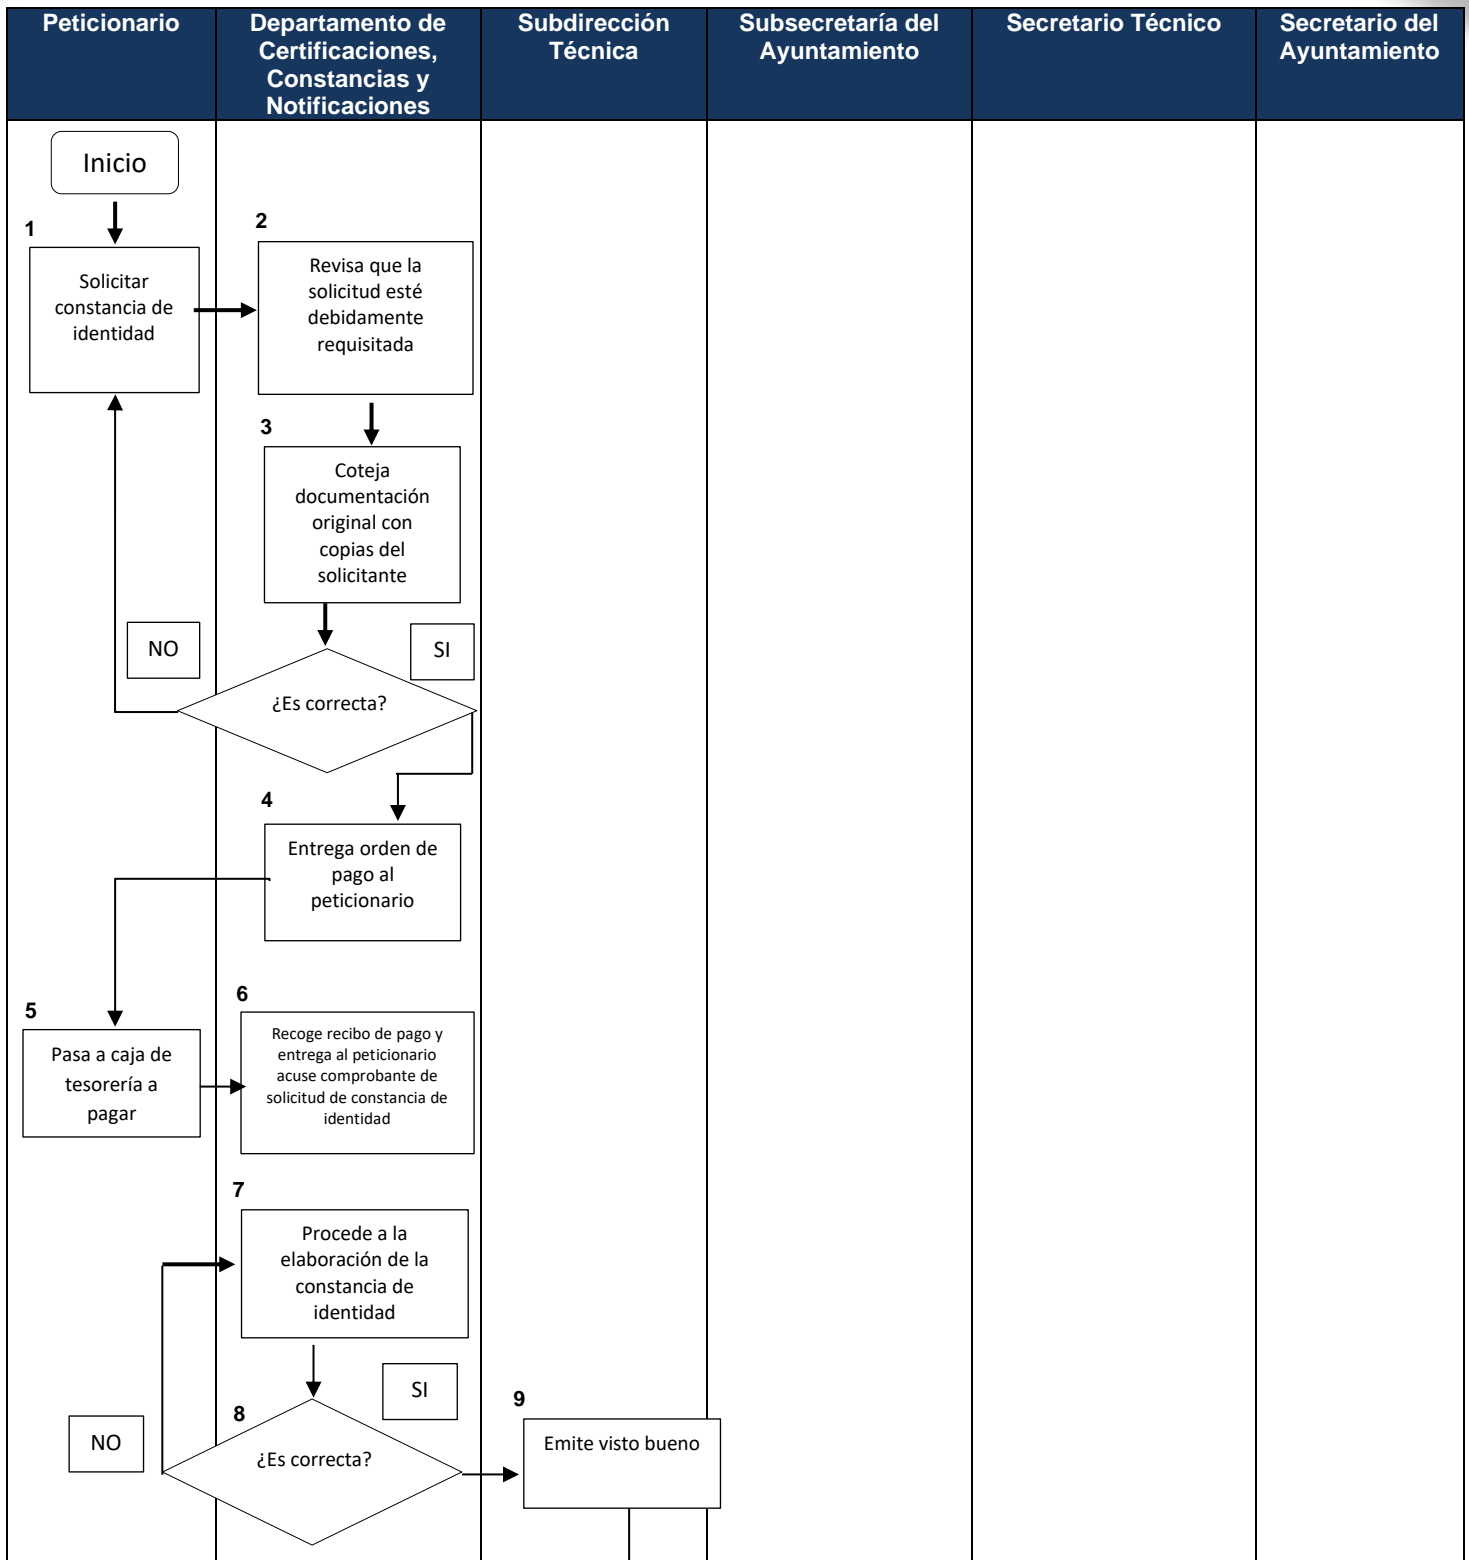 Peticionario
Departamento de
Certificaciones,
Constancias y
Notificaciones
Subdirección
Técnica
Subsecretaría del
Ayuntamiento
Secretario Técnico
Secretario del
Ayuntamiento
Inicio
1
Solicitar
constancia de
identidad
2
Revisa que la
solicitud esté
debidamente
requisitada
3
Coteja
documentación
original con
copias del
solicitante
NO
SI
¿Es correcta?
4
Entrega orden de
pago al
peticionario
5
Pasa a caja de
tesorería a
pagar
6
Recoge recibo de pago y
entrega al peticionario
acuse comprobante de
solicitud de constancia de
identidad
7
Procede a la
elaboración de la
constancia de
identidad
SI
8
NO
¿Es correcta?
9
Emite visto bueno